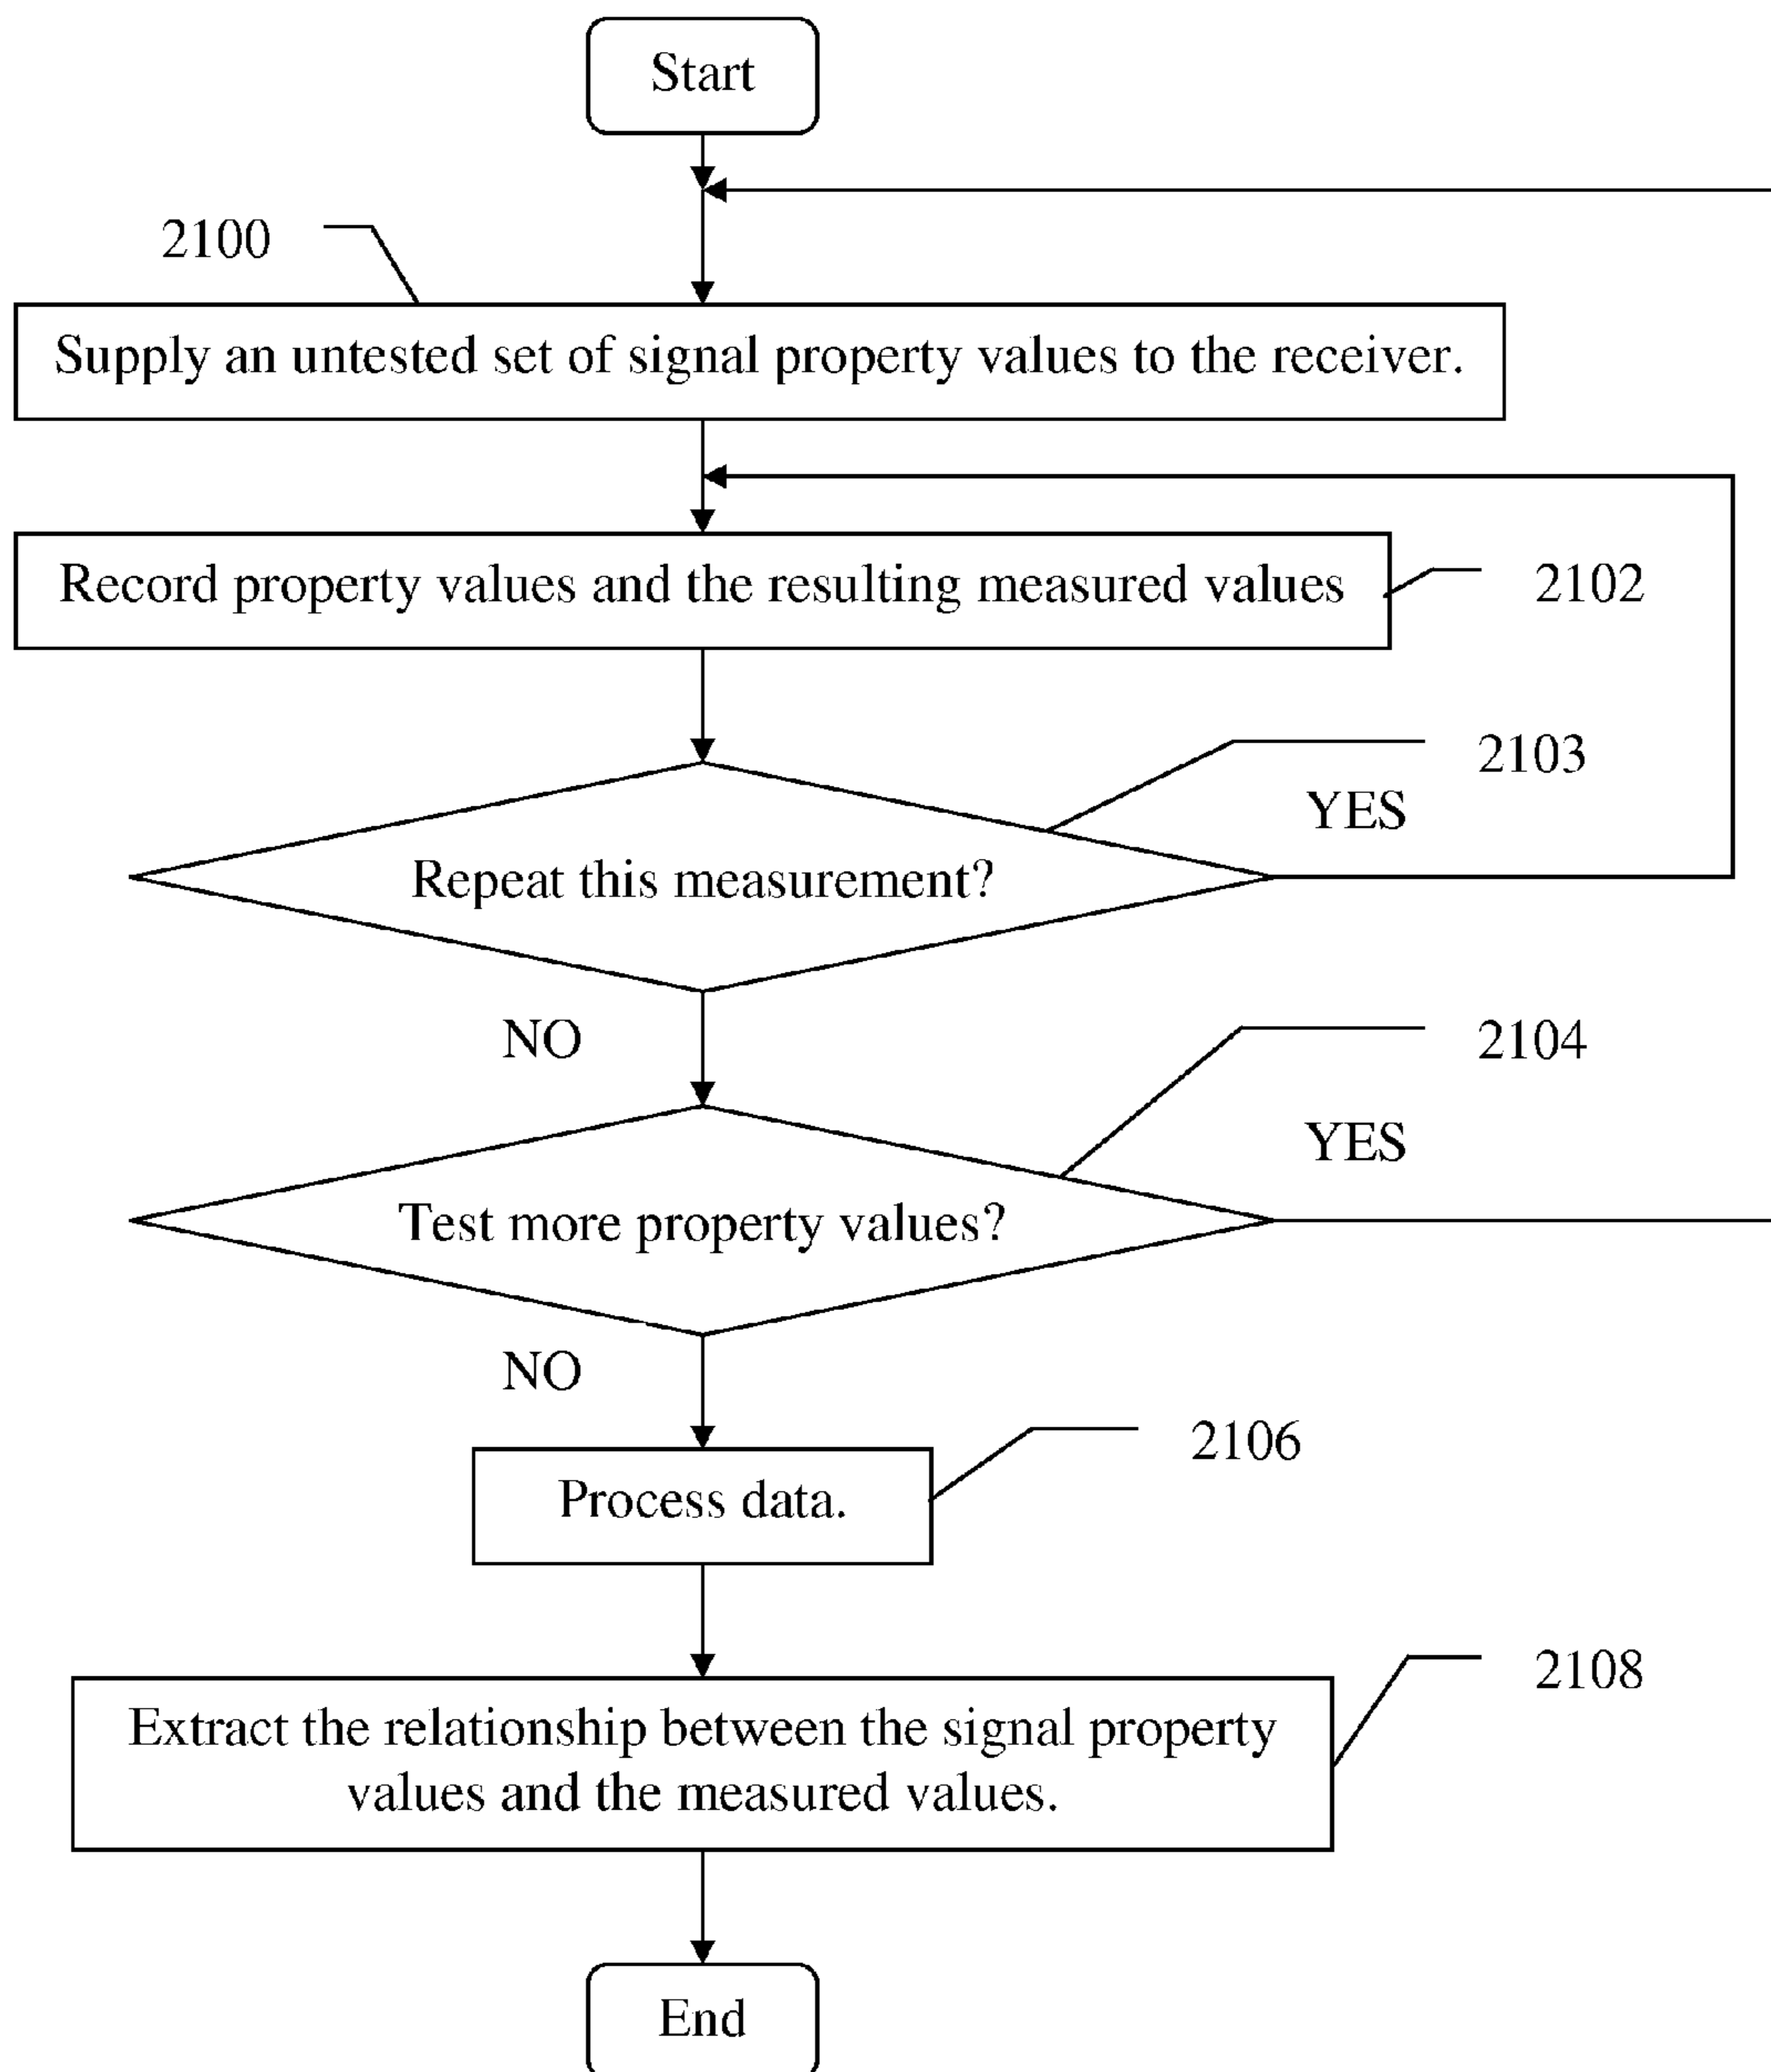 Start
2100
Supply an untested set of signal property values to the receiver.
Record property values and the resulting measured values
2102
2103
YES
Repeat this measurement?
NO
2104
YES
Test more property values?
NO
2106
Process data.
2108
Extract the relationship between the signal property
values and the measured values.
End